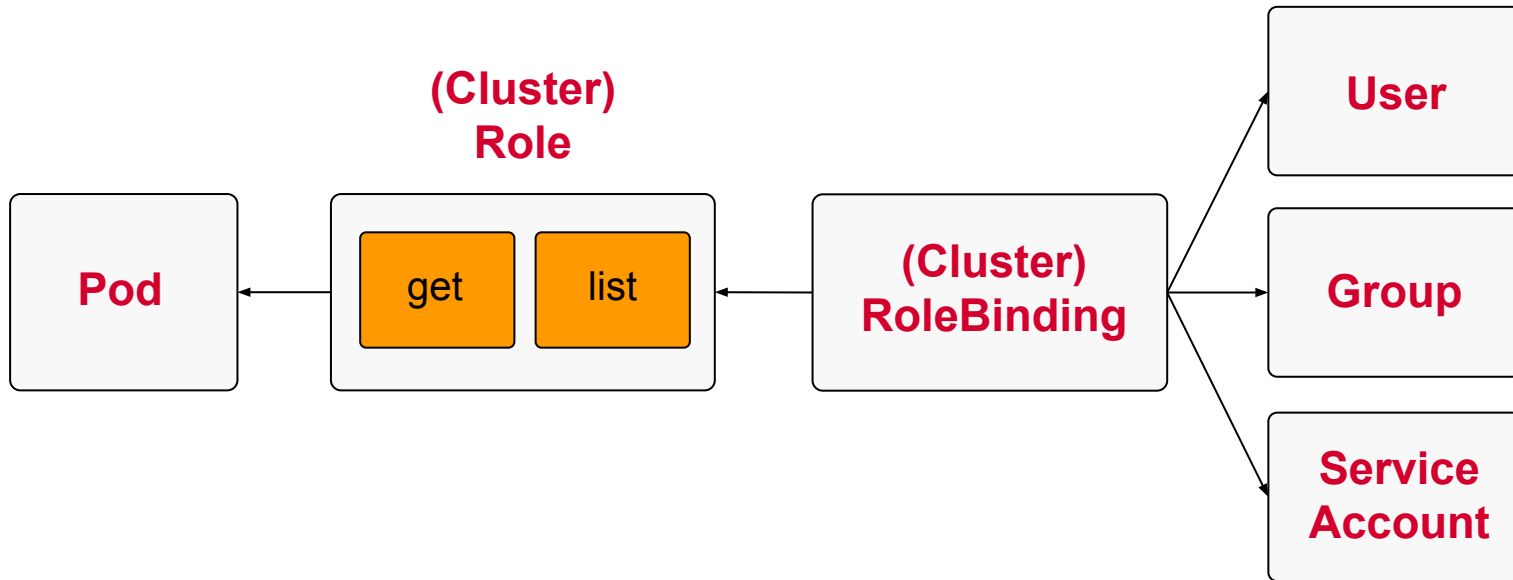 (Cluster)
Role
Pod
get
list
(Cluster)
RoleBinding
User
Group
Service
Account